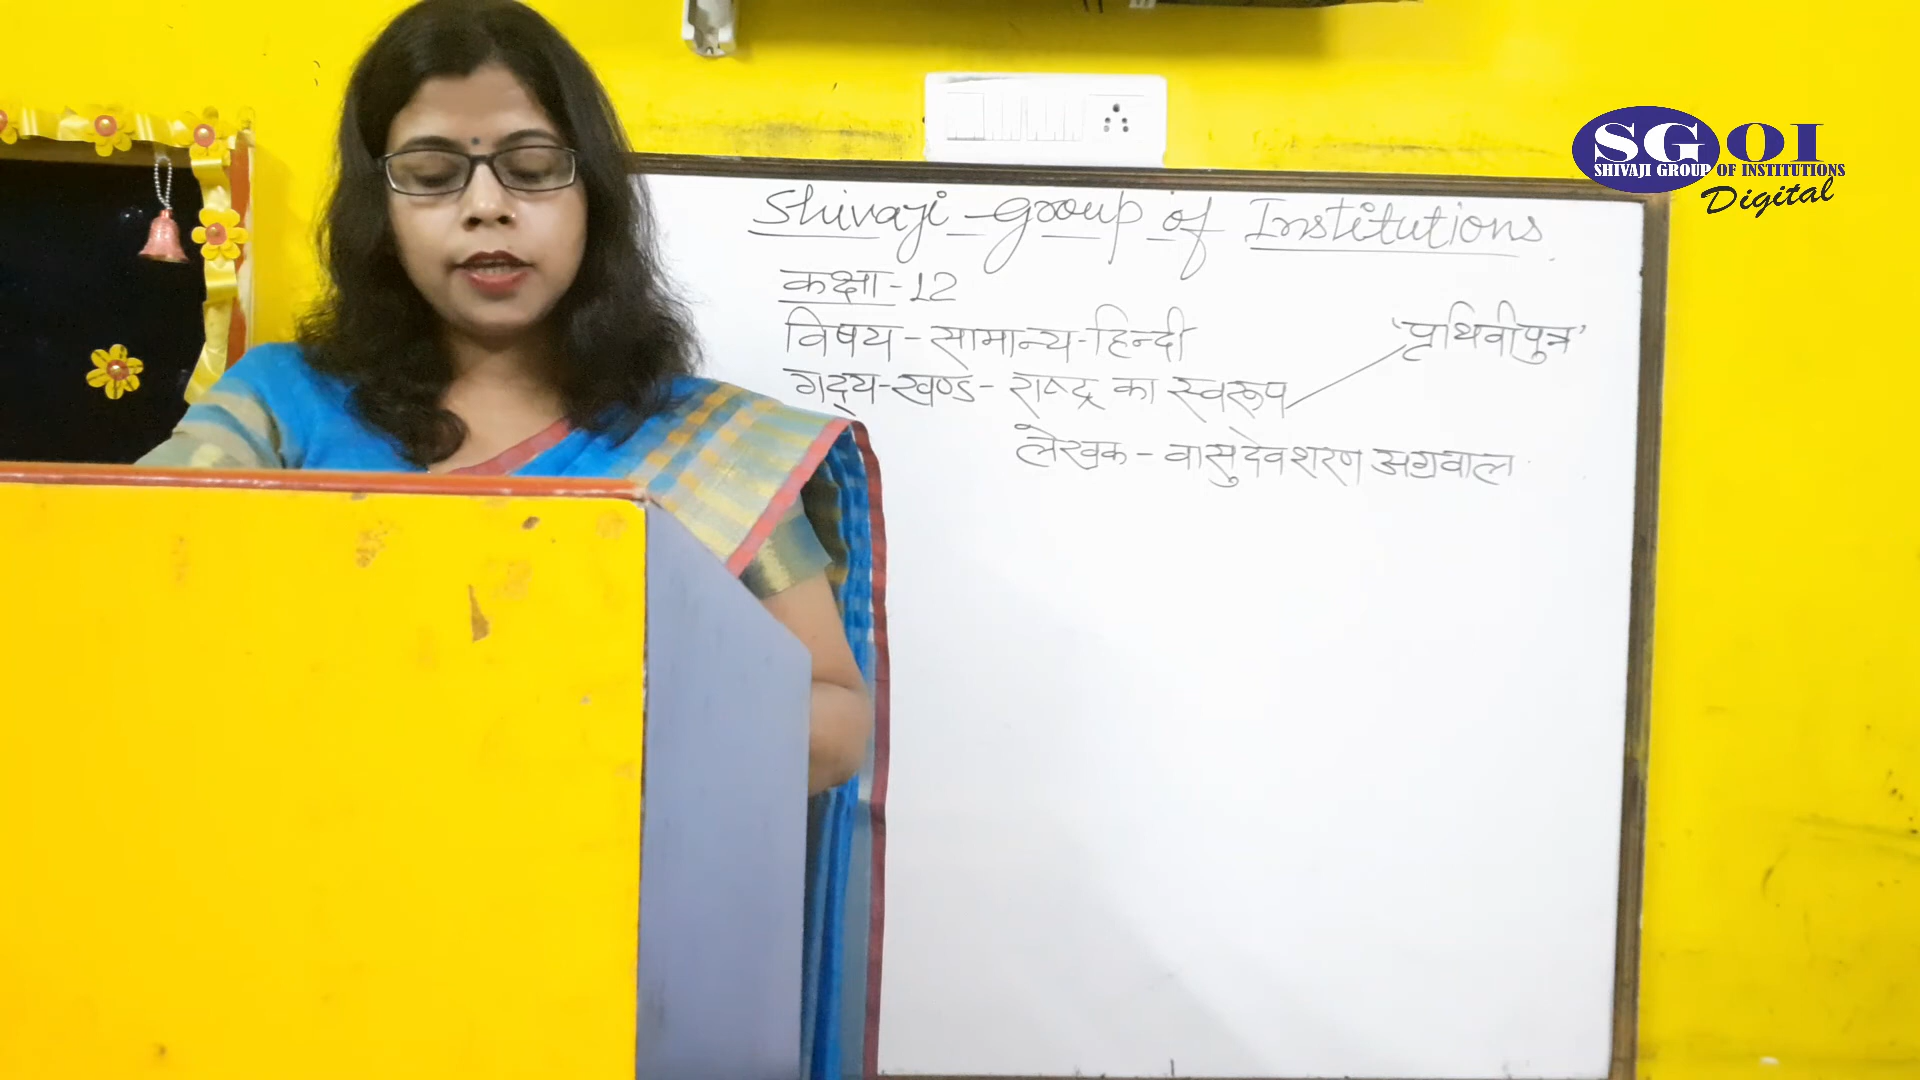 SGOI
SHIVAJI GROUP OF INSTITUTIONS
Digital
Shivaji Group of Institutions
कक्षा - 12
विषय - सामान्य - हिन्दी
'पृथिवीपुत्र'
गद्य - खण्ड - राष्ट्र का स्वरूप
लेखक - वासुदेवशरण अग्रवाल